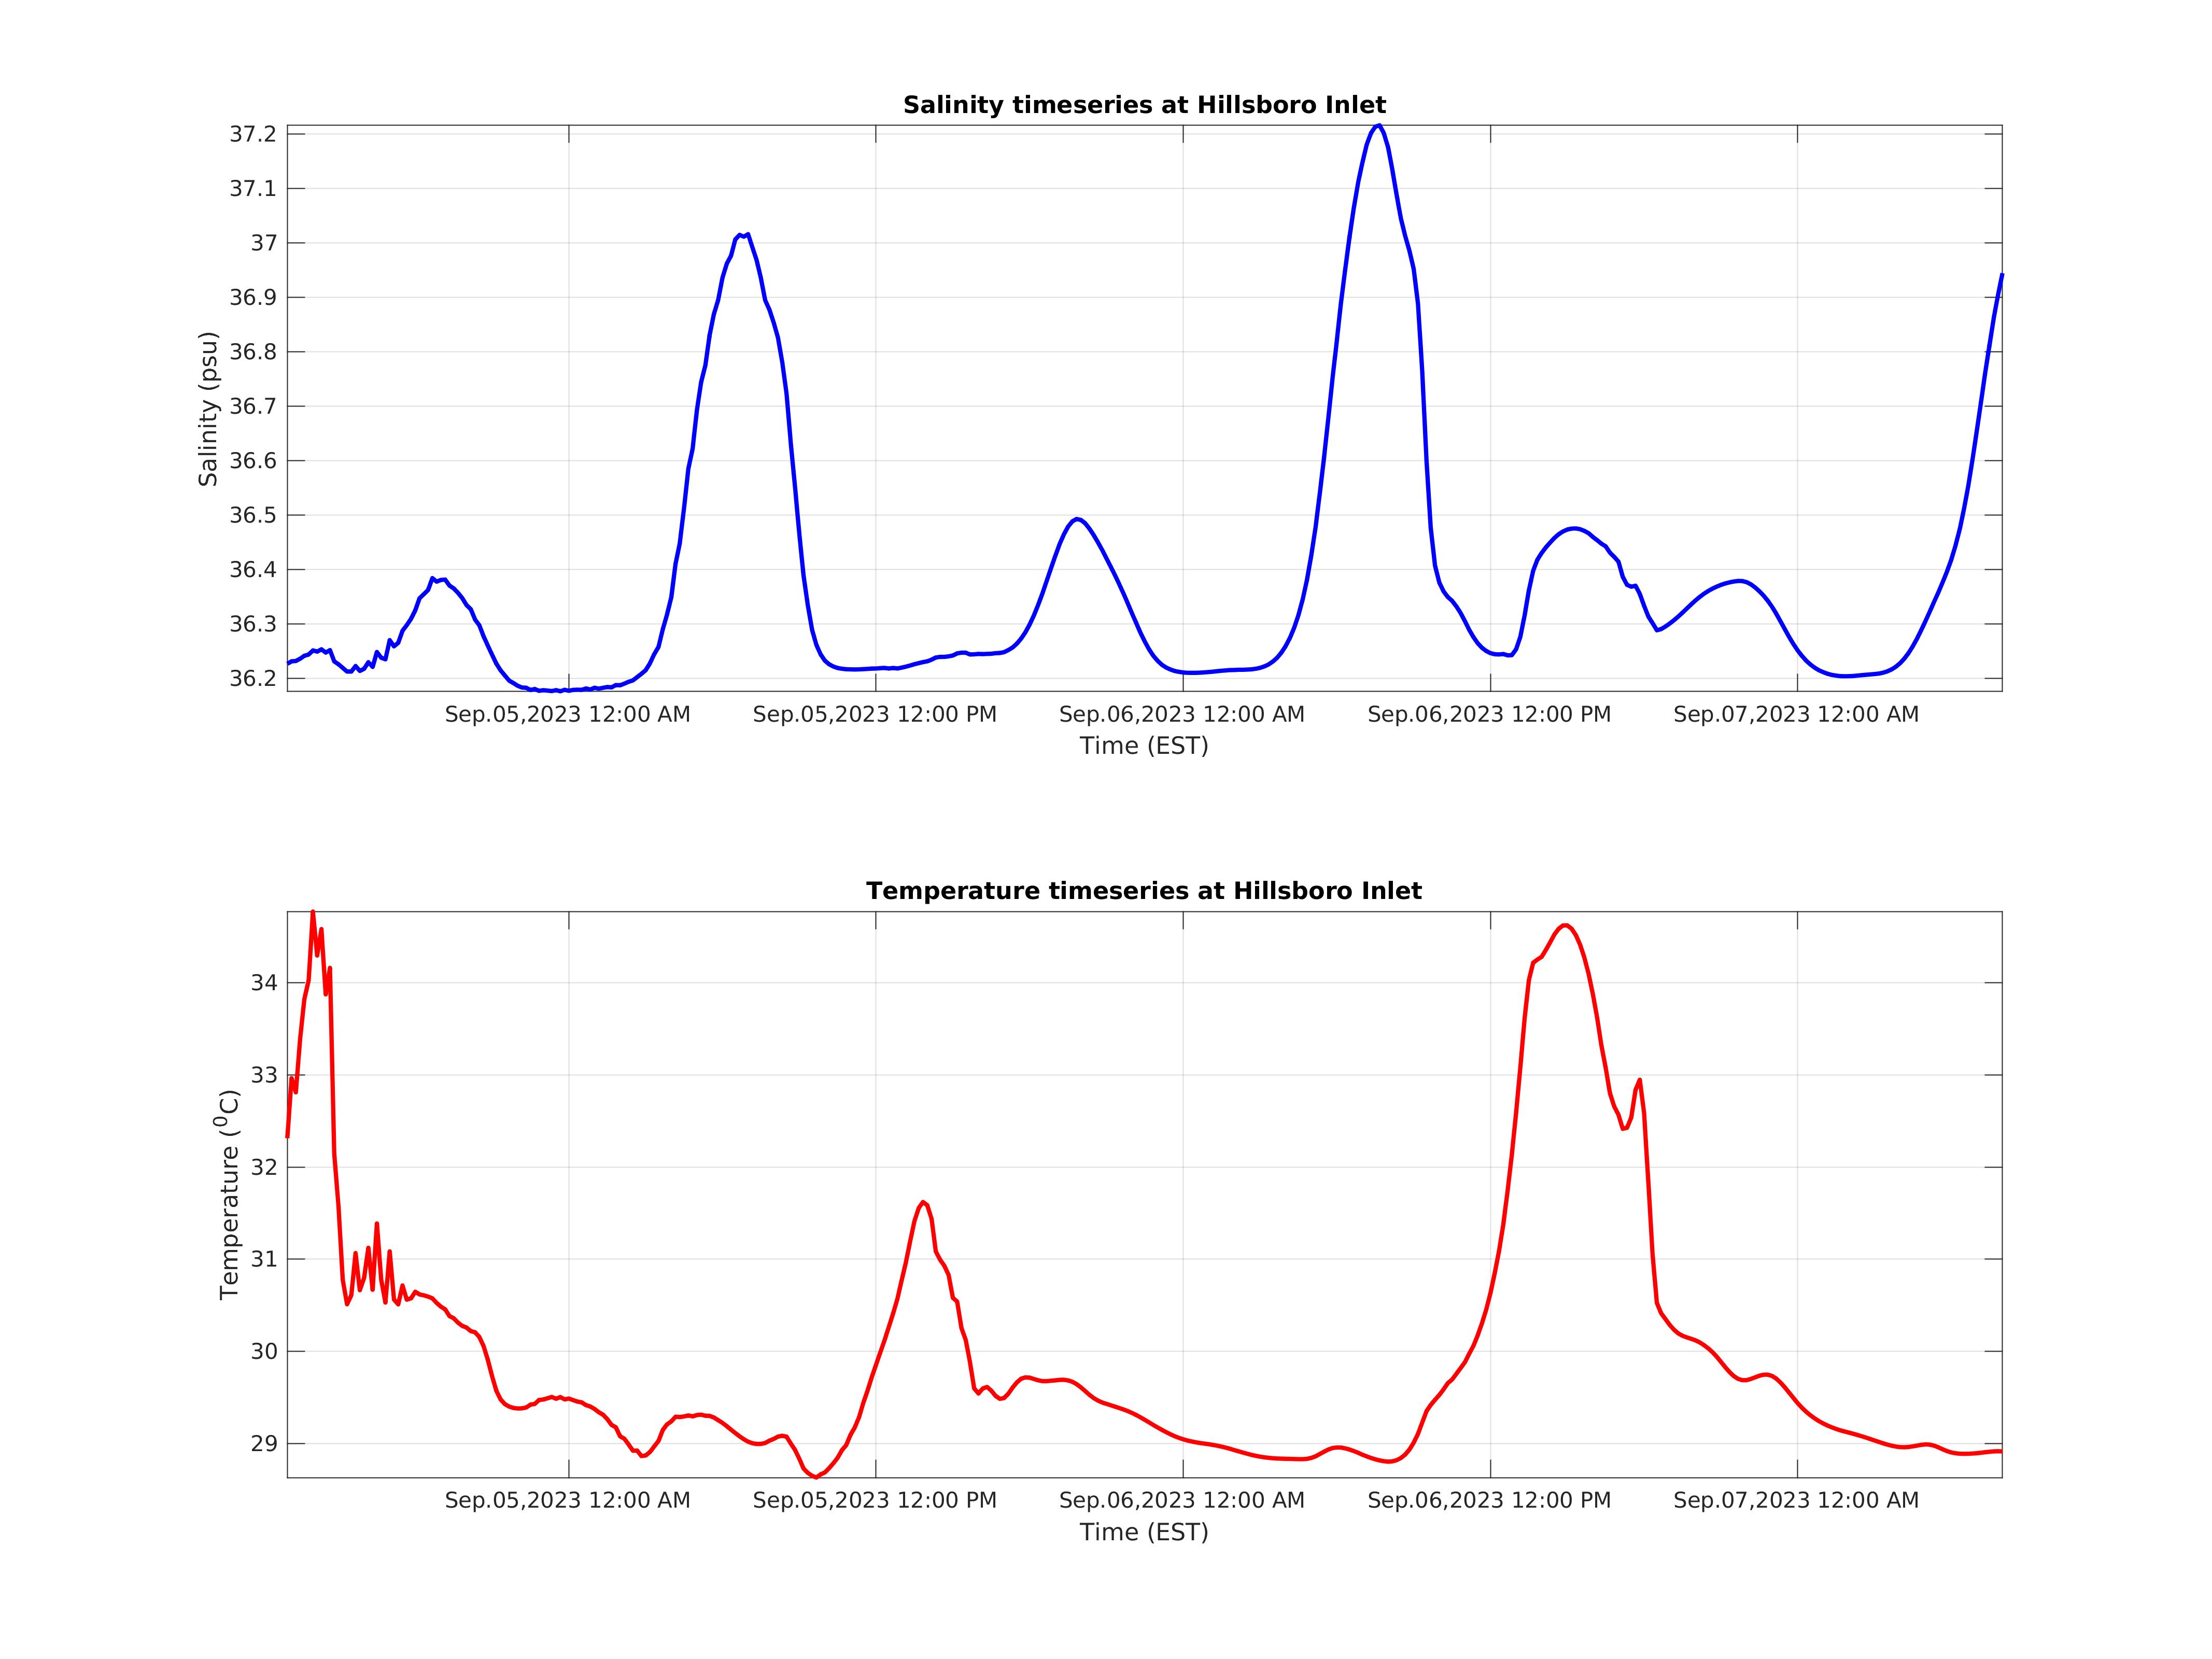 Salinity timeseries at Hillsboro Inlet
37.2
37.1
37
36.9
36.8
36.7
36.6
36.5
36.4
36.3
36.2
Salinity (psu)
Sep.05,2023 12:00 AM Sep.05,2023 12:00 PM Sep.06,2023 12:00 AM Sep.06,2023 12:00 PM Sep.07,2023 12:00 AM
Time (EST)
Temperature timeseries at Hillsboro Inlet
34
33
32
31
30
29
Temperature (⁰C)
Sep.05,2023 12:00 AM Sep.05,2023 12:00 PM Sep.06,2023 12:00 AM Sep.06,2023 12:00 PM Sep.07,2023 12:00 AM
Time (EST)